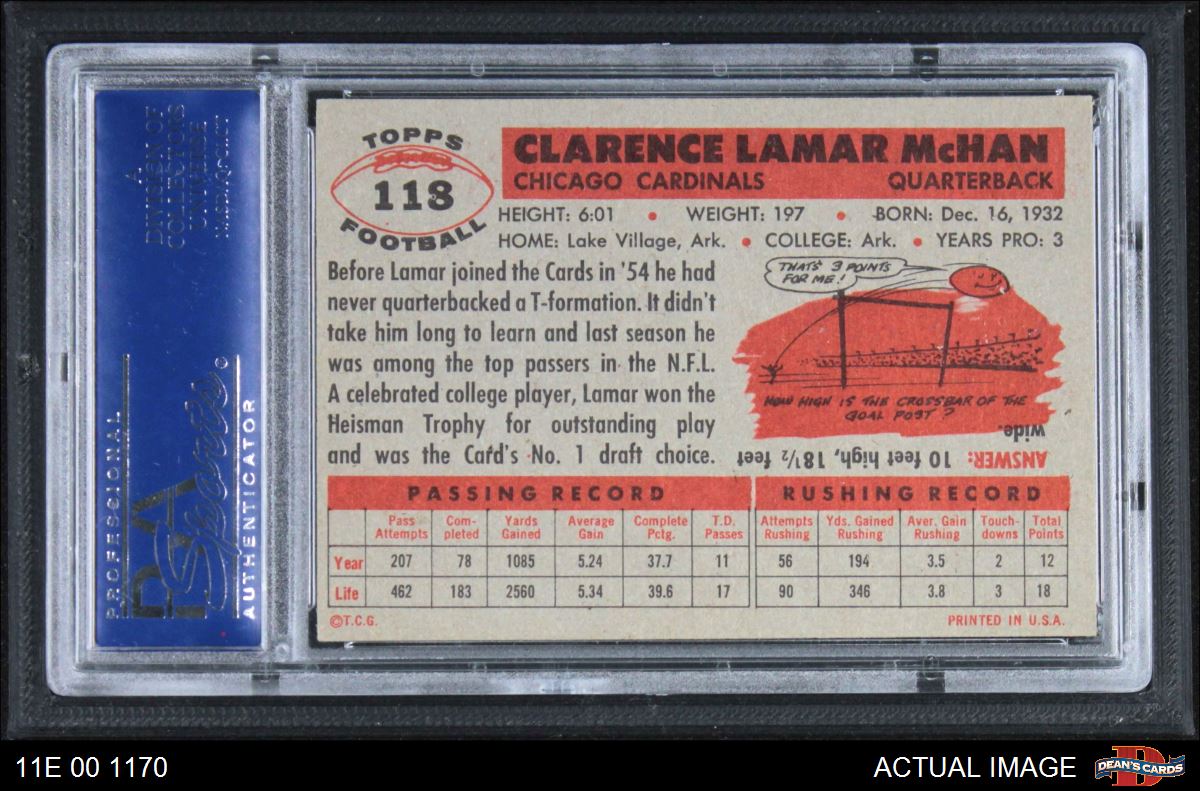 A
DIVISION OF
COLLECTORS
UNIVERSE
NASDAQ:CLCT
PROFESSIONAL
PSA
Sports
©
AUTHENTICATOR
TOPPS
118
FOOTBALL
CLARENCE LAMAR McHAN
CHICAGO CARDINALS QUARTERBACK
HEIGHT: 6:01 • WEIGHT: 197 • BORN: Dec. 16, 1932
HOME: Lake Village, Ark. • COLLEGE: Ark. • YEARS PRO: 3
Before Lamar joined the Cards in '54 he had
never quarterbacked a T-formation. It didn't
take him long to learn and last season he
was among the top passers in the N.F.L.
A celebrated college player, Lamar won the
Heisman Trophy for outstanding play
and was the Card's No. 1 draft choice.
THAT'S 3 POINTS
FOR ME!
HOW HIGH IS THE CROSSBAR OF THE
GOAL POST?
ANSWER: 10 feet high, 18½ feet
wide.
PASSING RECORD
Pass Attempts Completed Yards Gained Average Gain Complete Pctg. T.D. Passes
Year 207 78 1085 5.24 37.7 11
Life 462 183 2560 5.34 39.6 17
RUSHING RECORD
Attempts Rushing Yds. Gained Rushing Aver. Gain Rushing Touch-downs Total Points
56 194 3.5 2 12
90 346 3.8 3 18
©T.C.G. PRINTED IN U.S.A.
11E 00 1170 ACTUAL IMAGE
DEAN'S CARDS